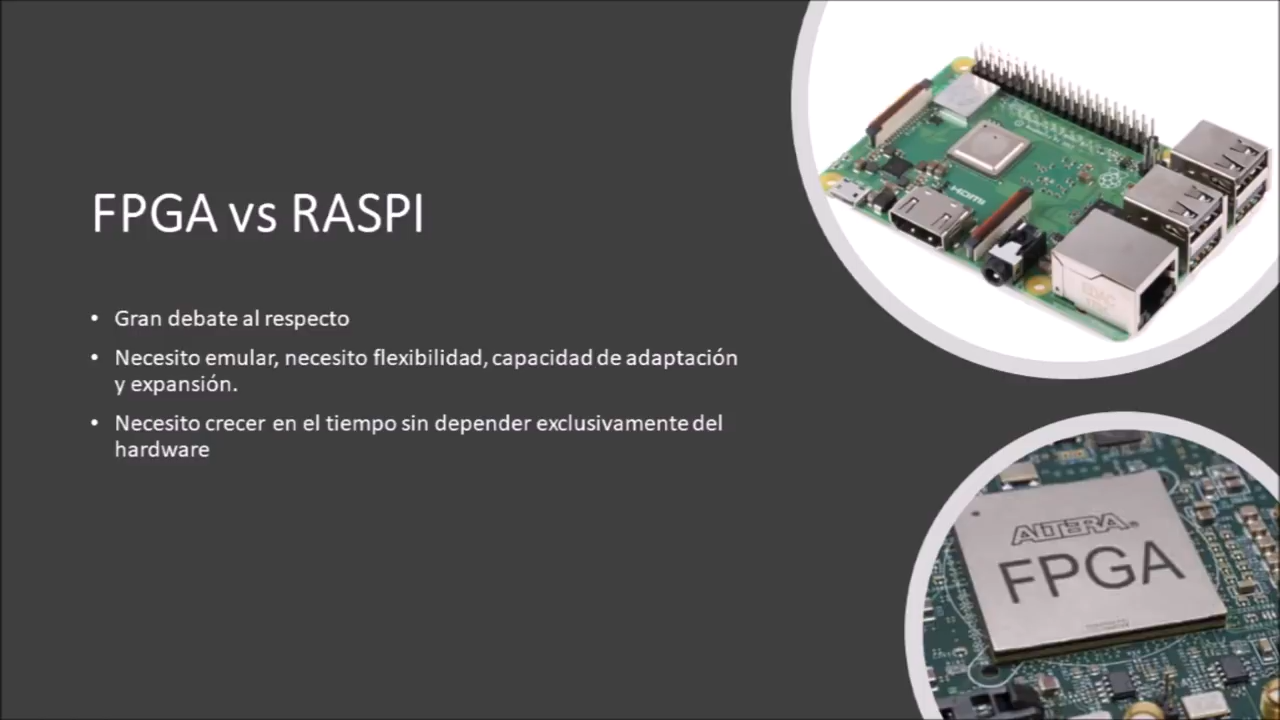 FPGA vs RASPI
• Gran debate al respecto
• Necesito emular, necesito flexibilidad, capacidad de adaptación
y expansión.
• Necesito crecer en el tiempo sin depender exclusivamente del
hardware
HDMI
ALTERA®
FPGA